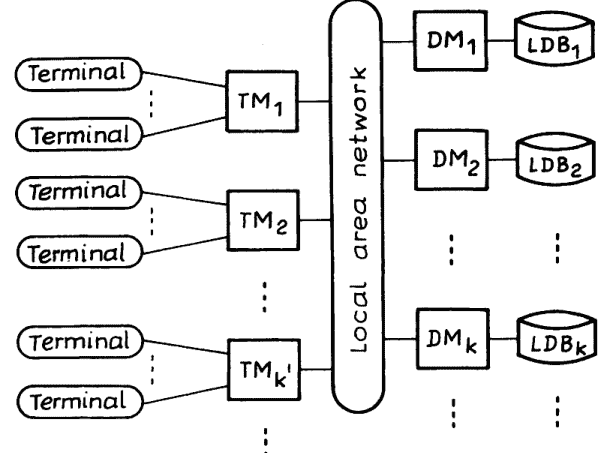 Terminal
Terminal
TM₁
Terminal
Terminal
TM₂
Terminal
Terminal
TMₖ'
Local area network
DM₁
LDB₁
DM₂
LDB₂
DMₖ
LDBₖ